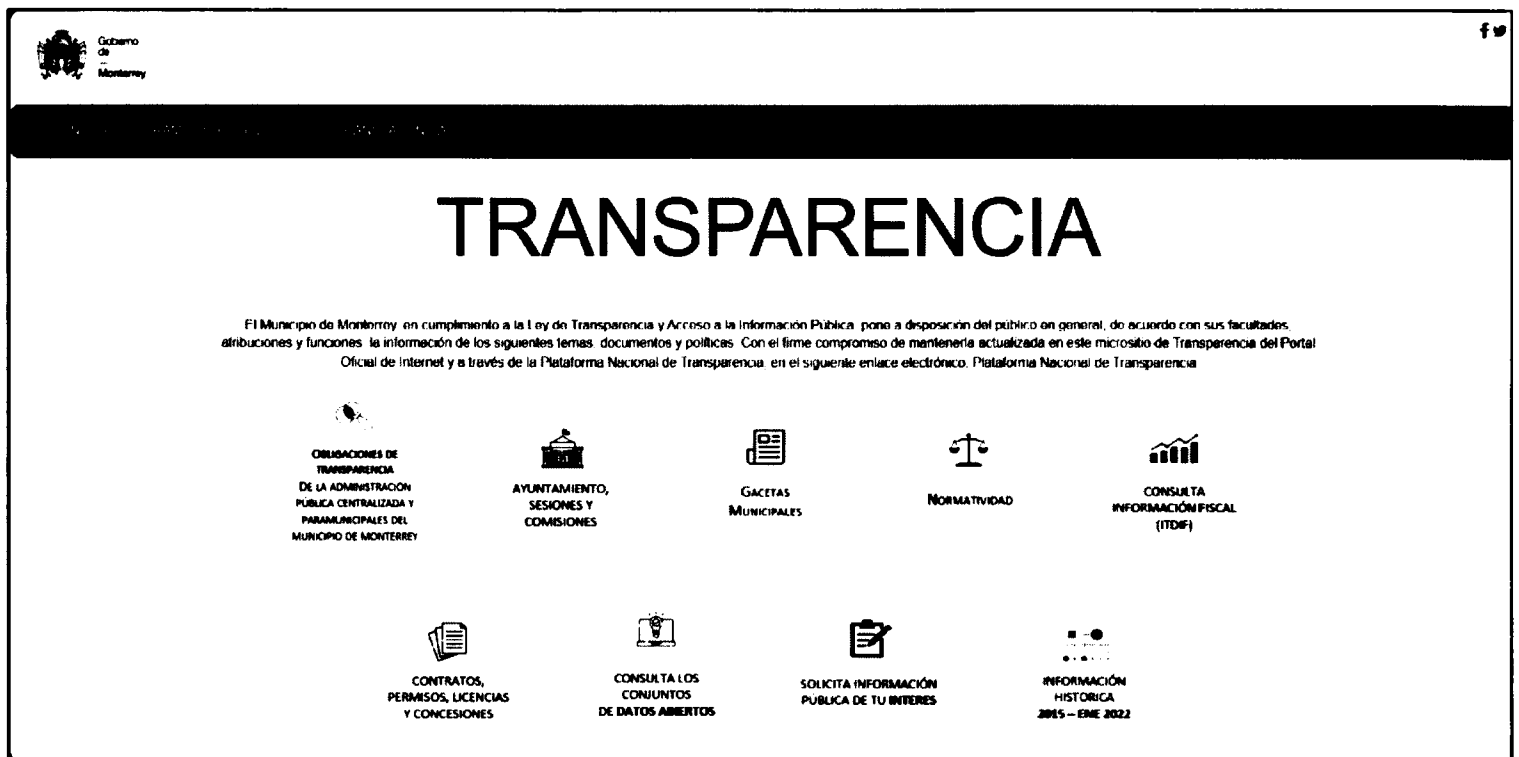 Gobierno
de
Monterrey
TRANSPARENCIA
El Municipio de Monterrey, en cumplimiento a la Ley de Transparencia y Acceso a la Información Pública, pone a disposición del público en general, de acuerdo con sus facultades,
atribuciones y funciones, la información de los siguientes temas, documentos y políticas. Con el firme compromiso de mantenerla actualizada en este micrositio de Transparencia del Portal
Oficial de Internet y a través de la Plataforma Nacional de Transparencia, en el siguiente enlace electrónico. Plataforma Nacional de Transparencia
OBLIGACIONES DE
TRANSPARENCIA
DE LA ADMINISTRACIÓN
PÚBLICA CENTRALIZADA Y
PARAMUNICIPALES DEL
MUNICIPIO DE MONTERREY
AYUNTAMIENTO,
SESIONES Y
COMISIONES
GACETAS
MUNICIPALES
NORMATIVIDAD
CONSULTA
INFORMACIÓN FISCAL
(ITDIF)
CONTRATOS,
PERMISOS, LICENCIAS
Y CONCESIONES
CONSULTA LOS
CONJUNTOS
DE DATOS ABIERTOS
SOLICITA INFORMACIÓN
PÚBLICA DE TU INTERES
INFORMACIÓN
HISTORICA
2015 – ENE 2022